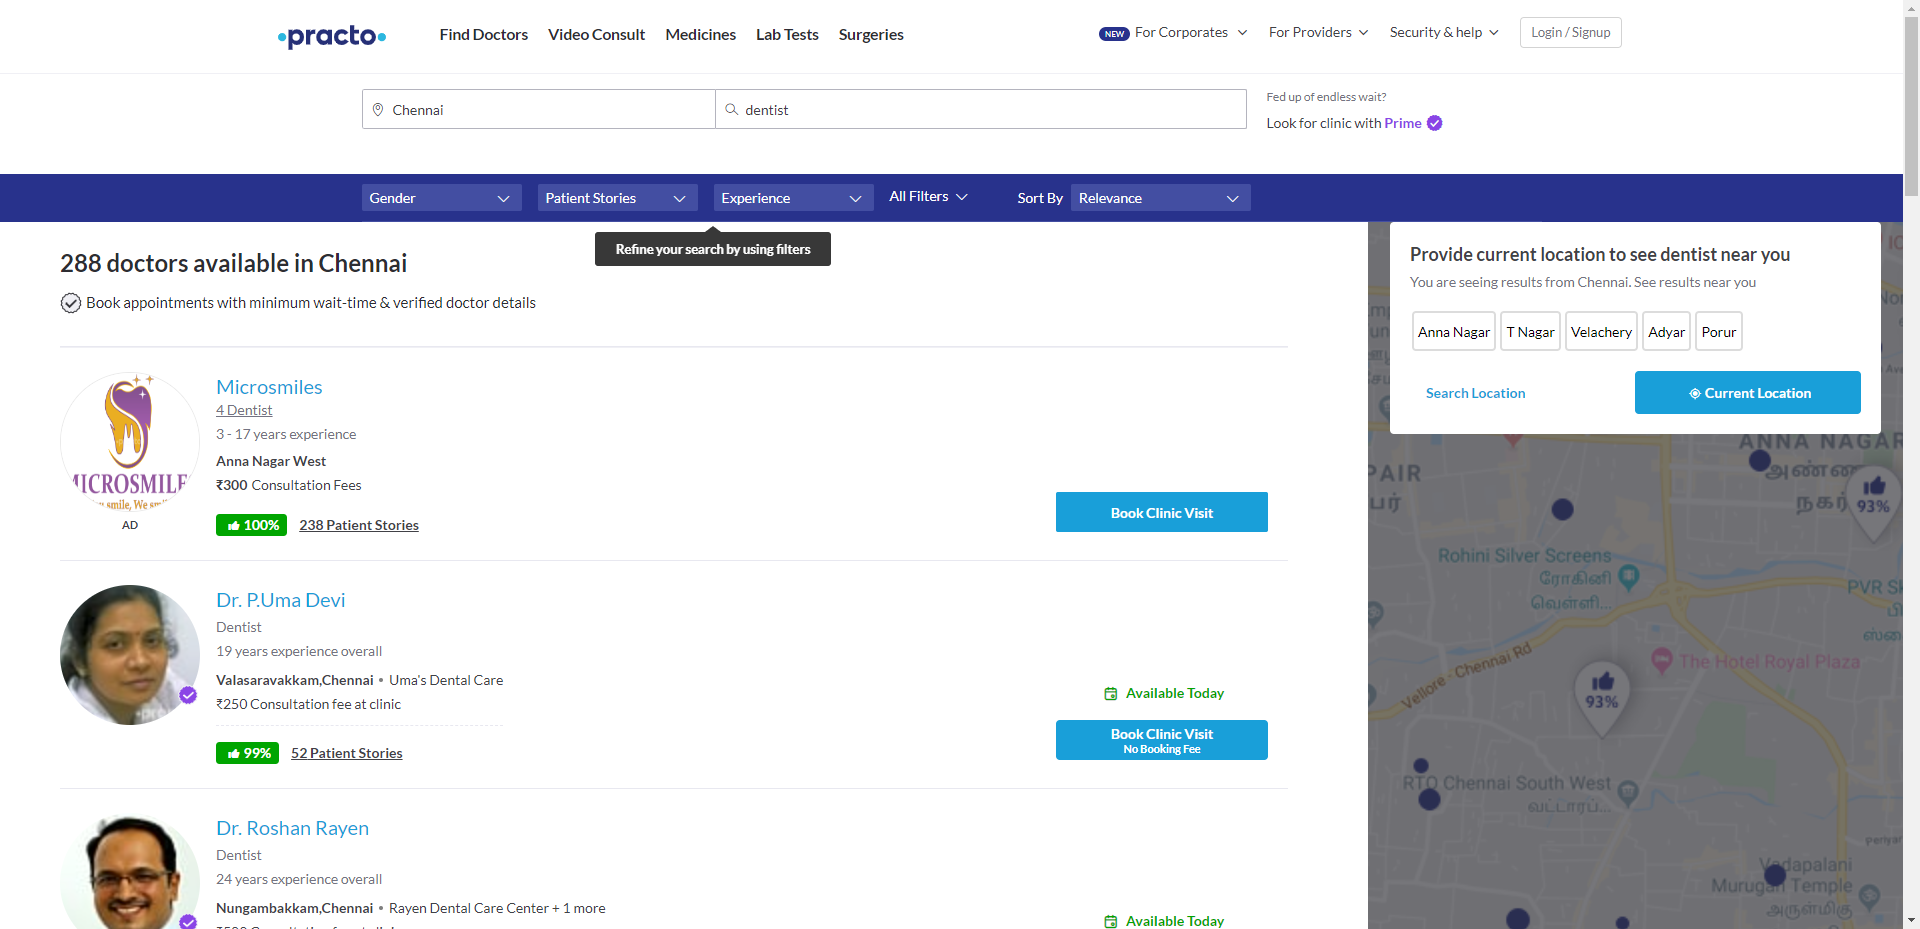 practo
Find Doctors
Video Consult
Medicines
Lab Tests
Surgeries
NEW For Corporates
For Providers
Security & help
Login / Signup
Chennai
dentist
Fed up of endless wait?
Look for clinic with Prime
Gender
Patient Stories
Experience
All Filters
Sort By
Relevance
Refine your search by using filters
288 doctors available in Chennai
Book appointments with minimum wait-time & verified doctor details
Microsmiles
4 Dentist
3 - 17 years experience
Anna Nagar West
₹300 Consultation Fees
AD
100%
238 Patient Stories
Book Clinic Visit
Dr. P.Uma Devi
Dentist
19 years experience overall
Valasaravakkam,Chennai • Uma's Dental Care
₹250 Consultation fee at clinic
99%
52 Patient Stories
Available Today
Book Clinic Visit
No Booking Fee
Dr. Roshan Rayen
Dentist
24 years experience overall
Nungambakkam,Chennai • Rayen Dental Care Center + 1 more
Available Today
Provide current location to see dentist near you
You are seeing results from Chennai. See results near you
Anna Nagar
T Nagar
Velachery
Adyar
Porur
Search Location
Current Location
ANNA NAGAR
அண்ண
நகர்
93%
Rohini Silver Screens
ரோகினி
வெள்ளி...
PVR
Vellore - Chennai Rd
The Hotel Royal Plaza
93%
RTO Chennai South West
வட்டாரப்...
Vadapalani
Murugan Temple
அருள்மிகு